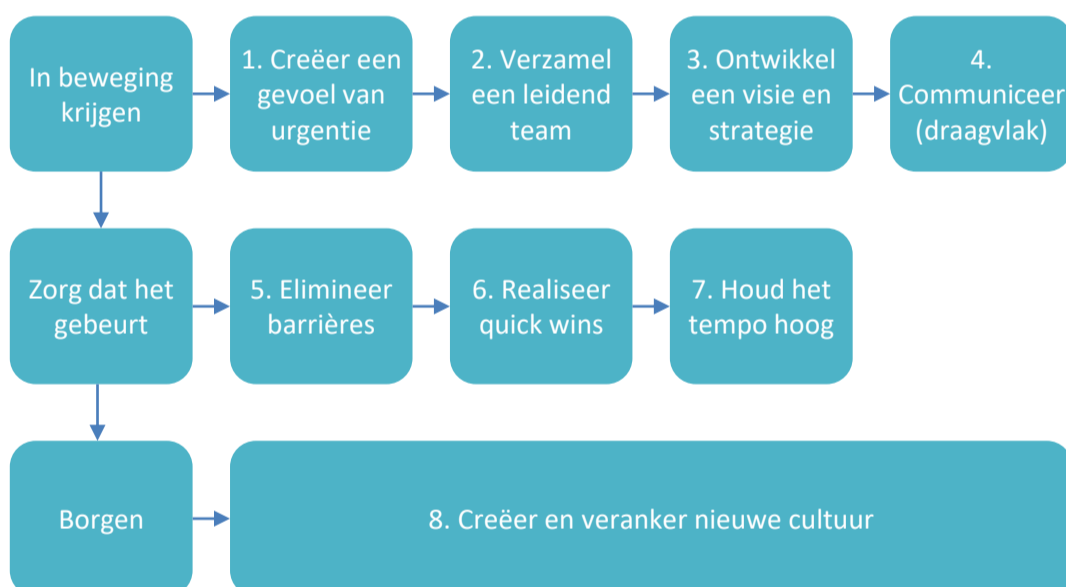 In beweging
krijgen
1. Creëer een
gevoel van
urgentie
2. Verzamel
een leidend
team
3. Ontwikkel
een visie en
strategie
4.
Communiceer
(draagvlak)
Zorg dat het
gebeurt
5. Elimineer
barrières
6. Realiseer
quick wins
7. Houd het
tempo hoog
Borgen
8. Creëer en veranker nieuwe cultuur